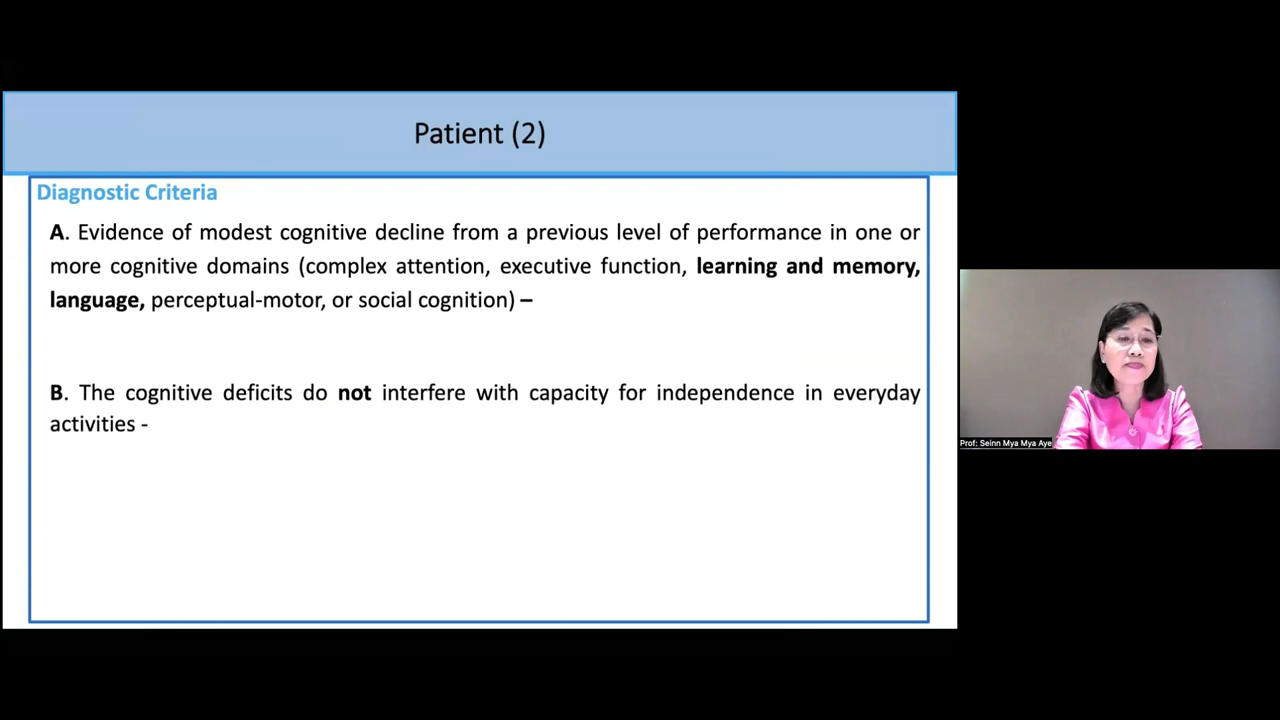 Patient (2)
Diagnostic Criteria
A. Evidence of modest cognitive decline from a previous level of performance in one or
more cognitive domains (complex attention, executive function, learning and memory,
language, perceptual-motor, or social cognition) –
B. The cognitive deficits do not interfere with capacity for independence in everyday
activities -
Prof: Seinn Mya Mya Aye